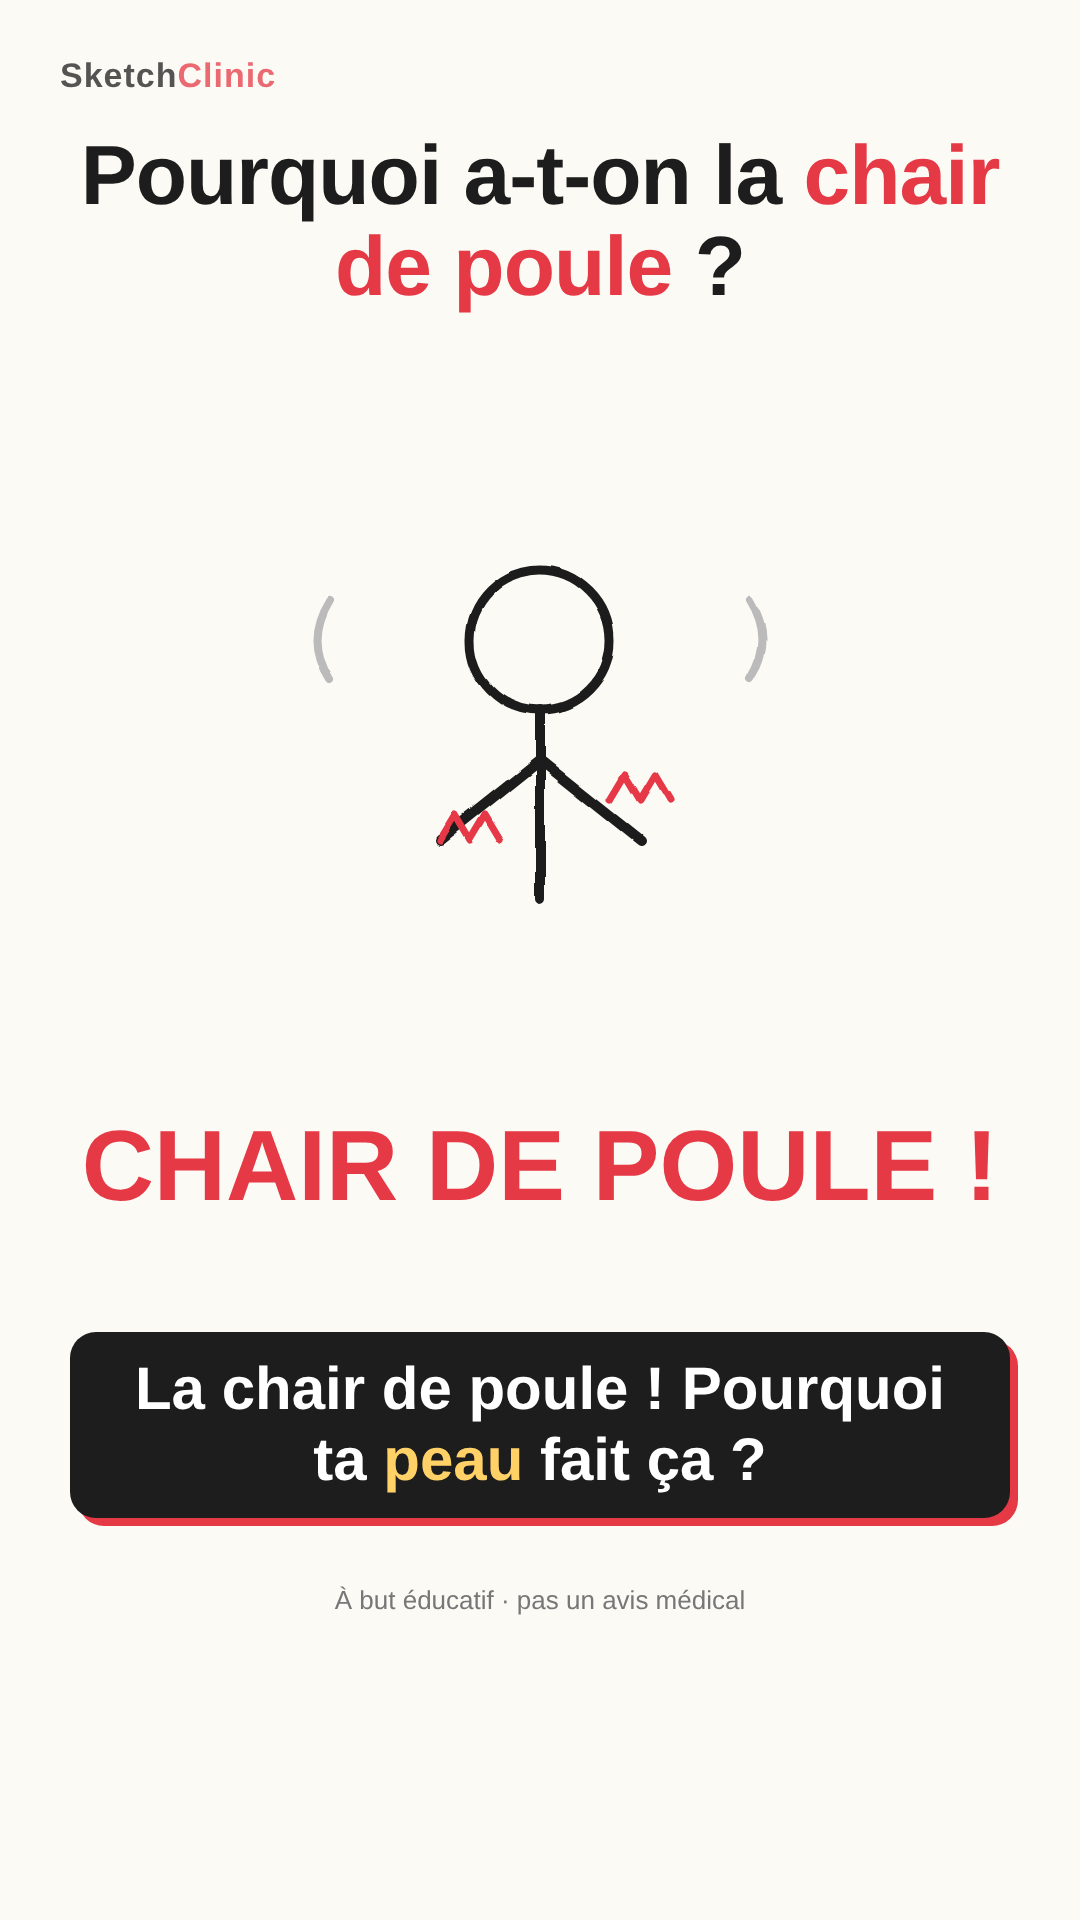 SketchClinic
Pourquoi a-t-on la chair
de poule ?
CHAIR DE POULE !
La chair de poule ! Pourquoi
ta peau fait ça ?
À but éducatif · pas un avis médical